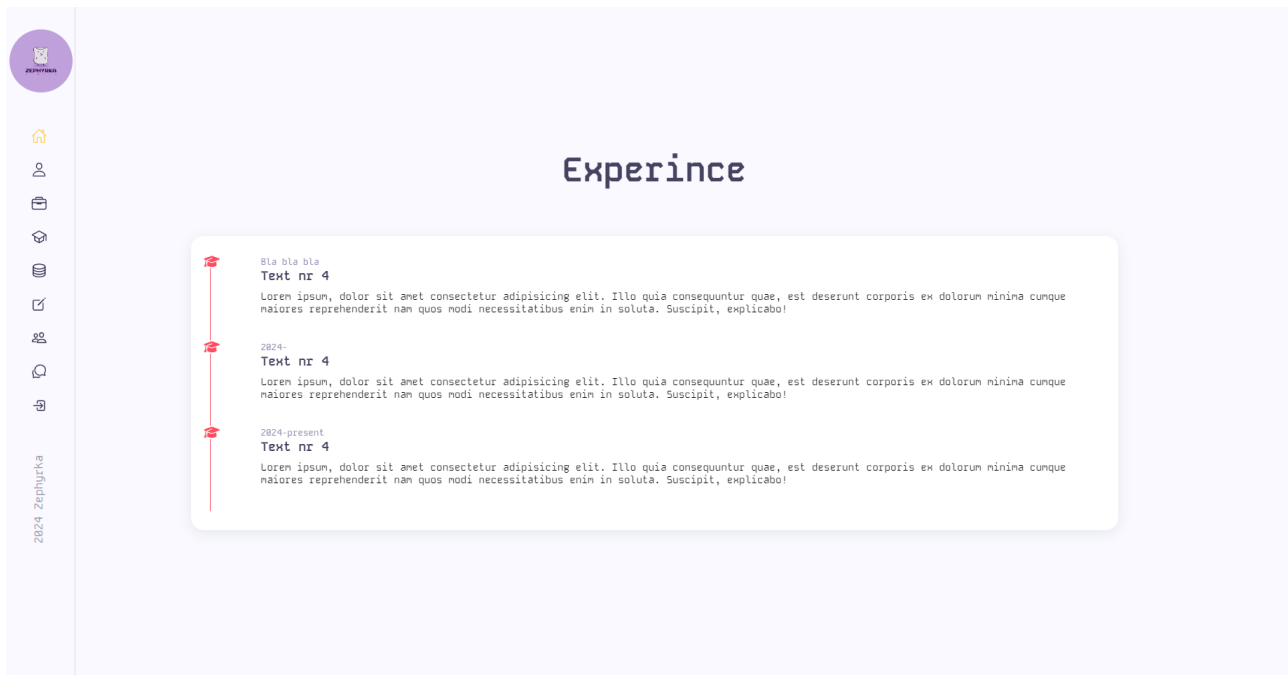 ZEPHYRKA
Experince
Bla bla bla
Text nr 4
Lorem ipsum, dolor sit amet consectetur adipisicing elit. Illo quia consequuntur quae, est deserunt corporis ex dolorum minima cumque
maiores reprehenderit nam quos modi necessitatibus enim in soluta. Suscipit, explicabo!
2024-
Text nr 4
Lorem ipsum, dolor sit amet consectetur adipisicing elit. Illo quia consequuntur quae, est deserunt corporis ex dolorum minima cumque
maiores reprehenderit nam quos modi necessitatibus enim in soluta. Suscipit, explicabo!
2024-present
Text nr 4
Lorem ipsum, dolor sit amet consectetur adipisicing elit. Illo quia consequuntur quae, est deserunt corporis ex dolorum minima cumque
maiores reprehenderit nam quos modi necessitatibus enim in soluta. Suscipit, explicabo!
2024 Zephyrka